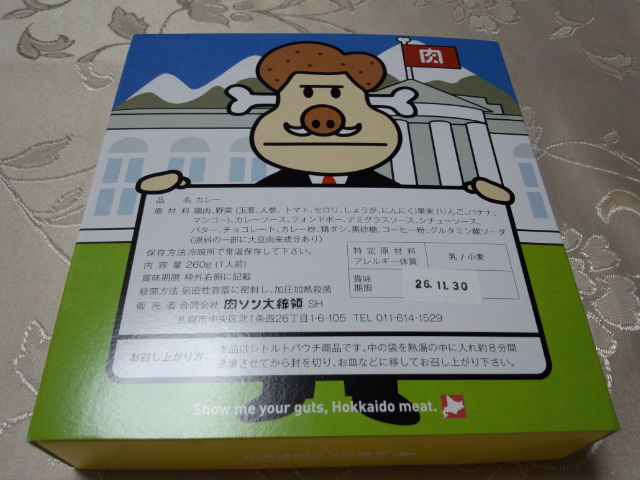 肉
品 名 カレー
原 材 料 鶏肉、野菜(玉葱、人参、トマト、セロリ、しょうが、にんにく)果実(りんご、バナナ、
マンゴー)、カレーソース、フォンドボー、デミグラスソース、シチューソース、
バター、チョコレート、カレー粉、鶏ダシ、黒砂糖、コーヒー粉、グルタミン酸ソーダ
(原料の一部に大豆由来成分あり)
保存方法 冷暗所で常温保存して下さい。
内 容 量 260g(1人前)
賞味期限 枠外右側に記載
殺菌方法 気密性容器に密封し、加圧加熱殺菌
販 売 者 合同会社 肉ソン大統領 SH
札幌市中央区北1条西26丁目1-6-105 TEL 011-614-1529
特定原材料
アレルギー体質
乳/小麦
賞味
期限
26.11.30
お召し上がり方
本品はレトルトパウチ商品です。中の袋を熱湯の中に入れ約8分間
沸騰させてから封を切り、お皿などに移してお召し上がり下さい。
Show me your guts, Hokkaido meat.
北海道肉ソン大統領